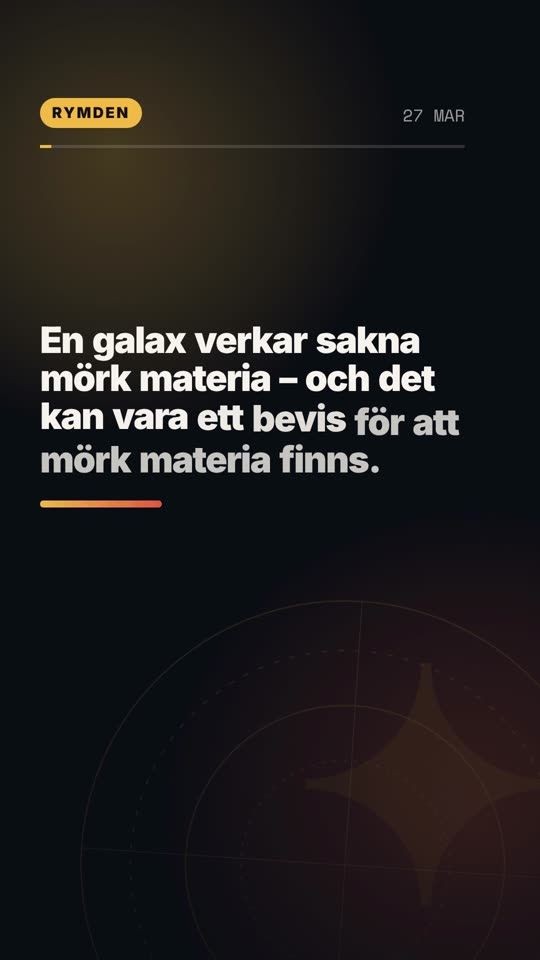 RYMDEN
27 MAR
En galax verkar sakna
mörk materia – och det
kan vara ett bevis för att
mörk materia finns.